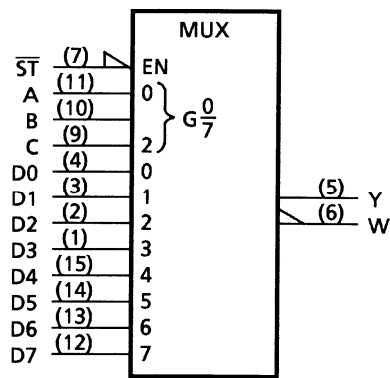 MUX
S̅T̅ (7) EN
A (11) 0
B (10)
G 0/7
C (9) 2
D0 (4) 0
D1 (3) 1
(5) Y
D2 (2) 2
(6) W
D3 (1) 3
D4 (15) 4
D5 (14) 5
D6 (13) 6
D7 (12) 7